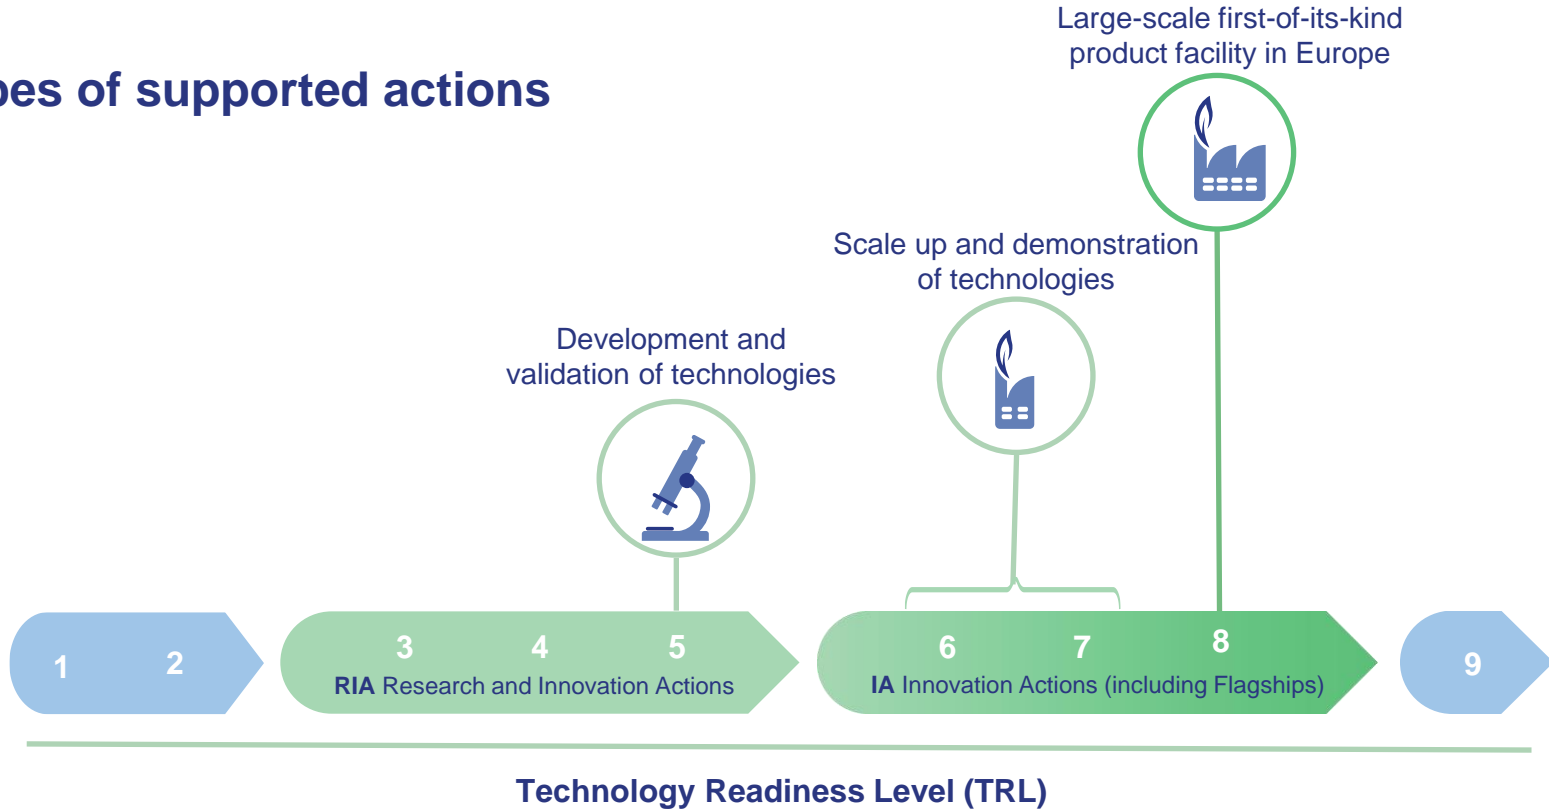 Large-scale first-of-its-kind
product facility in Europe
of supported actions
Scale up and demonstration
of technologies
Development and
validation of technologies
1
2
3
4
5
RIA Research and Innovation Actions
6
7
8
IA Innovation Actions (including Flagships)
9
Technology Readiness Level (TRL)